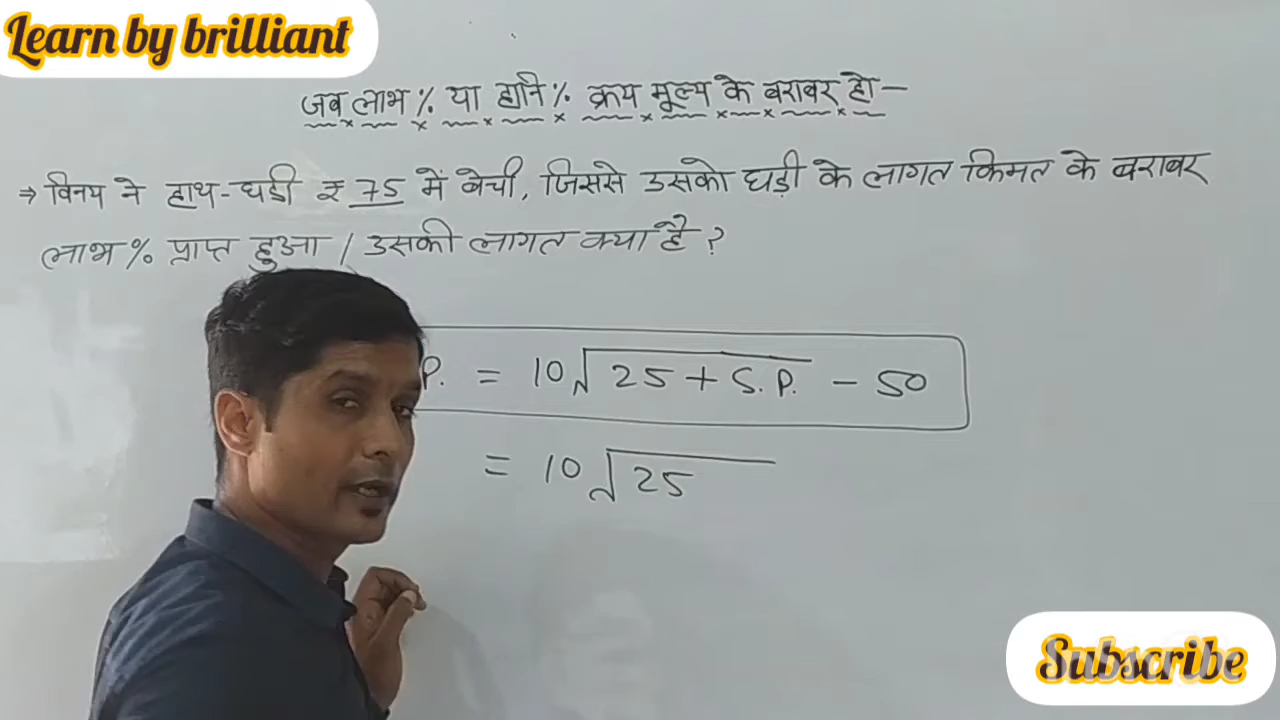 Learn by brilliant
जब लाभ % या हानि % क्रय मूल्य के बराबर हो –
⇒ विनय ने हाथ-घडी ₹ 75 में बेची, जिससे उसको घड़ी के लागत किमत के बराबर
लाभ % प्राप्त हुआ / उसकी लागत क्या है ?
P. = 10√25 + S.P. - 50
= 10√25
Subscribe